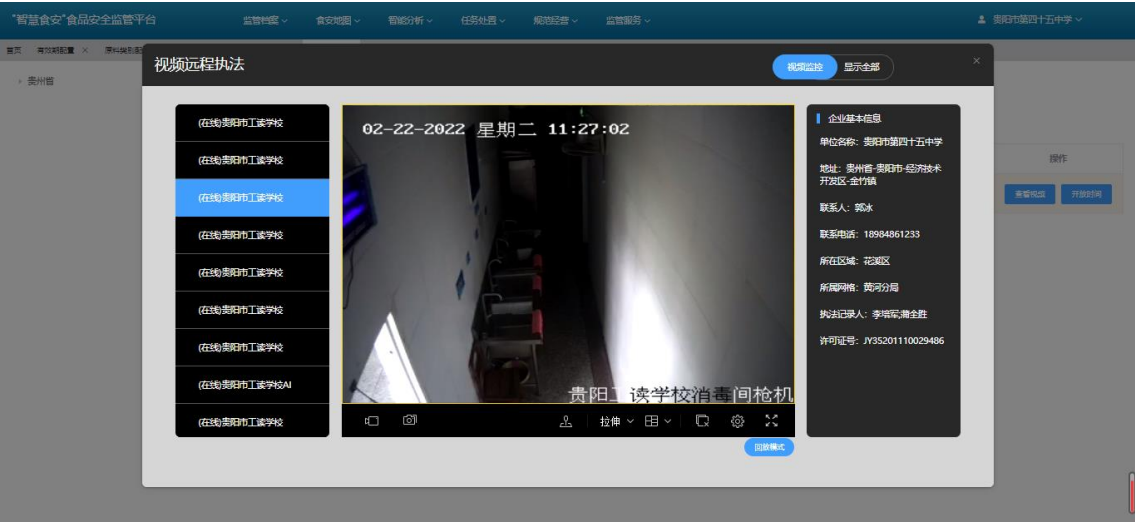 "智慧食安"食品安全监管平台
监管档案
食安地图
智能分析
任务处置
规范经营
监管服务
贵阳市第四十五中学
首页
有效期配置 ×
原料类别配
视频远程执法
视频监控
显示全部
×
贵州省
(在线)贵阳市工读学校
(在线)贵阳市工读学校
(在线)贵阳市工读学校
(在线)贵阳市工读学校
(在线)贵阳市工读学校
(在线)贵阳市工读学校
(在线)贵阳市工读学校
(在线)贵阳市工读学校AI
(在线)贵阳市工读学校
02-22-2022 星期二 11:27:02
贵阳工读学校消毒间枪机
拉伸
回放模式
企业基本信息
单位名称：贵阳市第四十五中学
地址：贵州省-贵阳市-经济技术
开发区-金竹镇
联系人：郭冰
联系电话：18984861233
所在区域：花溪区
所属网格：黄河分局
执法记录人：李培军;蒲全胜
许可证号：JY35201110029486
操作
查看视频
开放时间